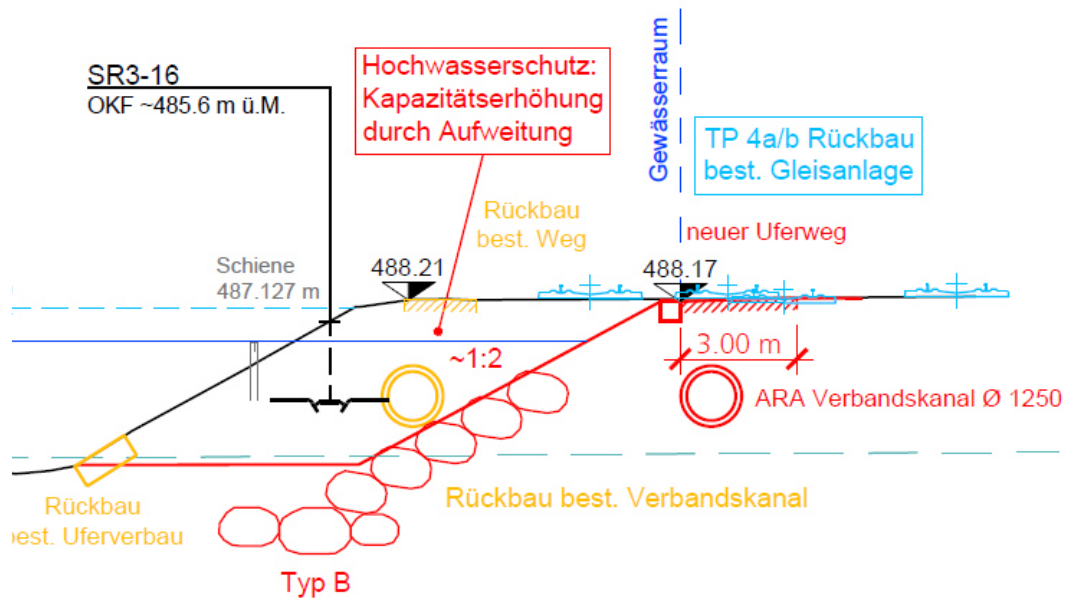 SR3-16
OKF ~485.6 m ü.M.
Hochwasserschutz:
Kapazitätserhöhung
durch Aufweitung
Gewässerraum
TP 4a/b Rückbau
best. Gleisanlage
Rückbau
best. Weg
neuer Uferweg
Schiene
487.127 m
488.21
488.17
~1:2
3.00 m
ARA Verbandskanal Ø 1250
Rückbau best. Verbandskanal
Rückbau
best. Uferverbau
Typ B